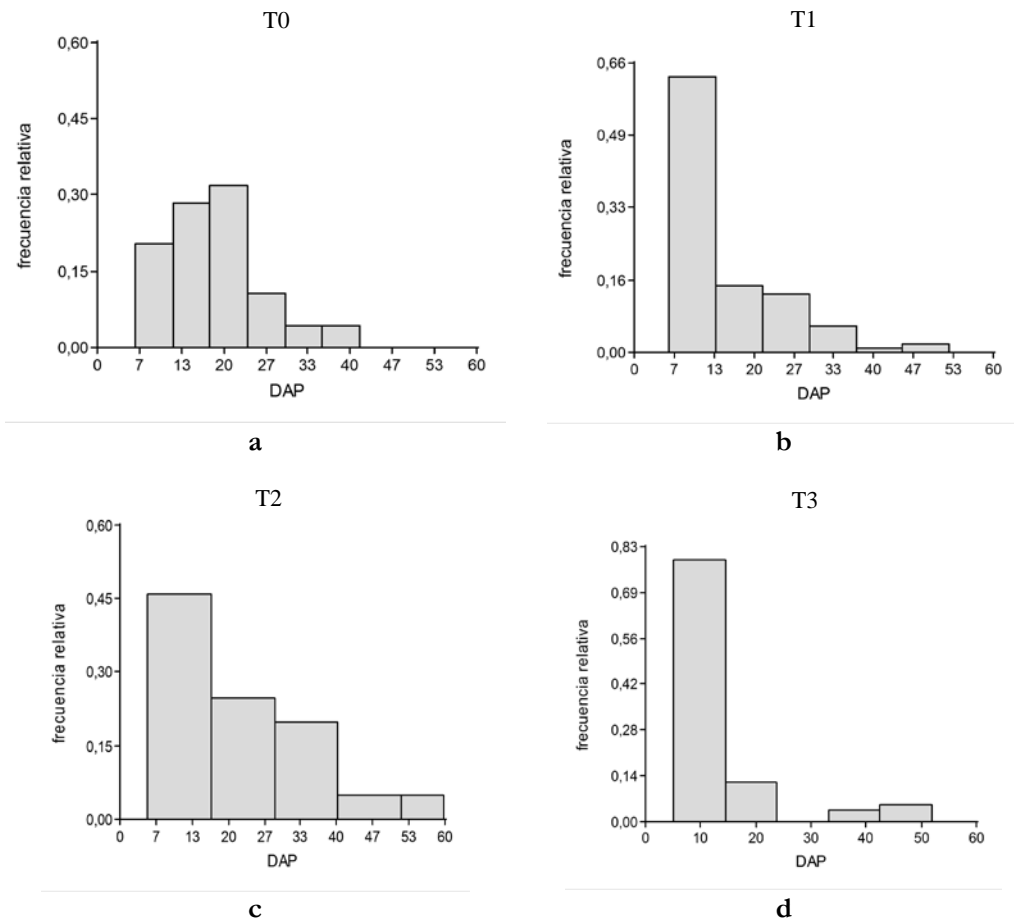 T0
0,60
0,45
0,30
0,15
0,00
frecuencia relativa
0 7 13 20 27 33 40 47 53 60
DAP
a
T1
0,66
0,49
0,33
0,16
0,00
frecuencia relativa
0 7 13 20 27 33 40 47 53 60
DAP
b
T2
0,60
0,45
0,30
0,15
0,00
frecuencia relativa
0 7 13 20 27 33 40 47 53 60
DAP
c
T3
0,83
0,69
0,56
0,42
0,28
0,14
0,00
frecuencia relativa
0 10 20 30 40 50 60
DAP
d